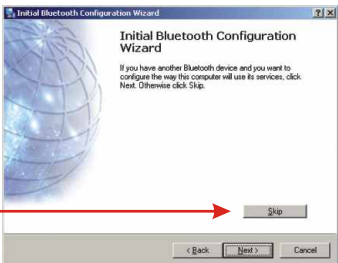 Initial Bluetooth Configuration Wizard
Initial Bluetooth Configuration
Wizard
If you have another Bluetooth device and you want to
configure the way this computer will use its services, click
Next. Otherwise click Skip.
Skip
< Back
Next >
Cancel